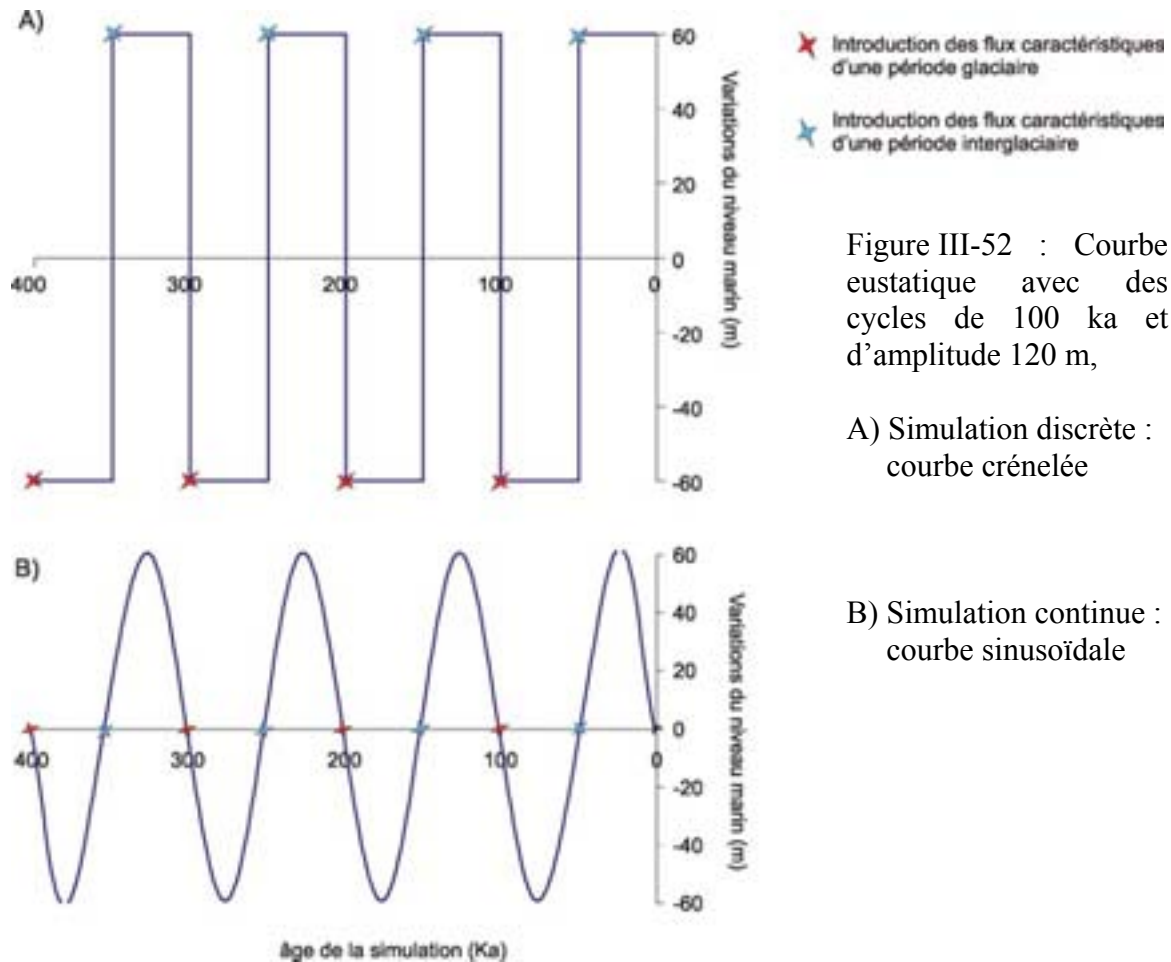 A)
60
40
20
0
-20
-40
-60
400
300
200
100
0
Variations du niveau marin (m)
Introduction des flux caractéristiques
d'une période glaciaire
Introduction des flux caractéristiques
d'une période interglaciaire
Figure III-52 : Courbe
eustatique avec des
cycles de 100 ka et
d'amplitude 120 m,
A) Simulation discrète :
courbe crénelée
B)
60
40
20
0
-20
-40
-60
400
300
200
100
0
Variations du niveau marin (m)
âge de la simulation (Ka)
B) Simulation continue :
courbe sinusoïdale